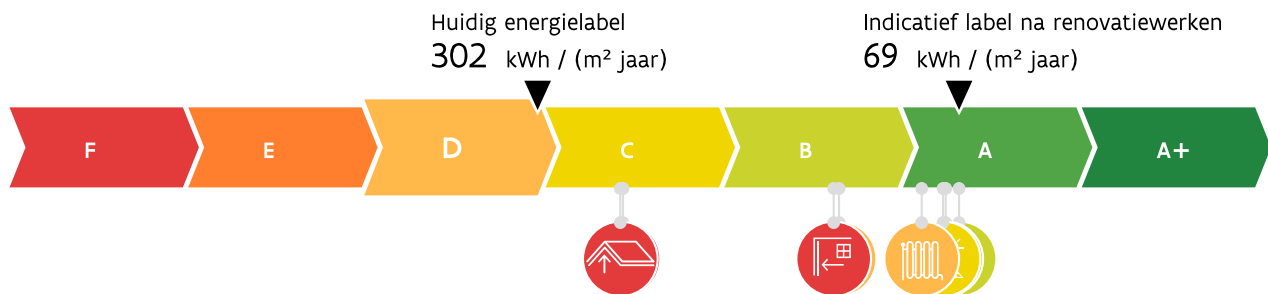 Huidig energielabel
302 kWh / (m² jaar)
Indicatief label na renovatiewerken
69 kWh / (m² jaar)
F E D C B A A+